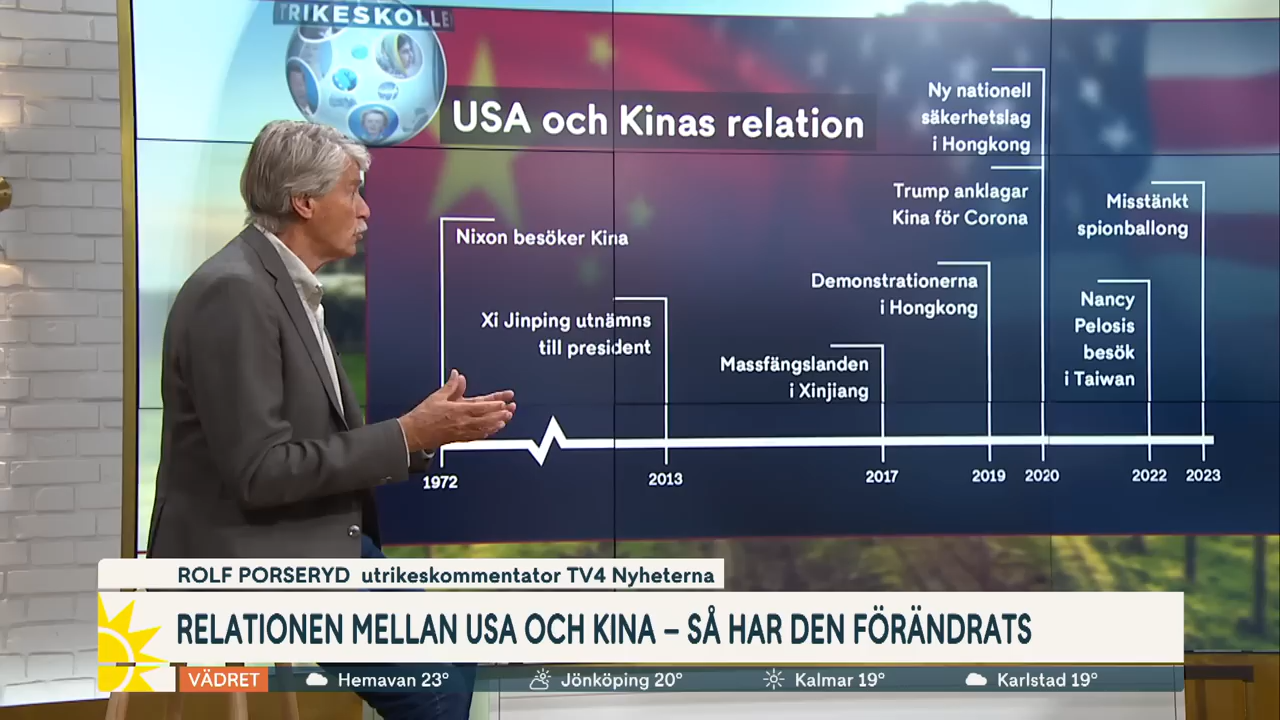 TRIKESKOLLE
USA och Kinas relation
Nixon besöker Kina
Xi Jinping utnämns
till president
Massfängslanden
i Xinjiang
Demonstrationerna
i Hongkong
Ny nationell
säkerhetslag
i Hongkong
Trump anklagar
Kina för Corona
Nancy
Pelosis
besök
i Taiwan
Misstänkt
spionballong
1972 2013 2017 2019 2020 2022 2023
ROLF PORSERYD utrikeskommentator TV4 Nyheterna
RELATIONEN MELLAN USA OCH KINA – SÅ HAR DEN FÖRÄNDRATS
VÄDRET Hemavan 23° Jönköping 20° Kalmar 19° Karlstad 19°